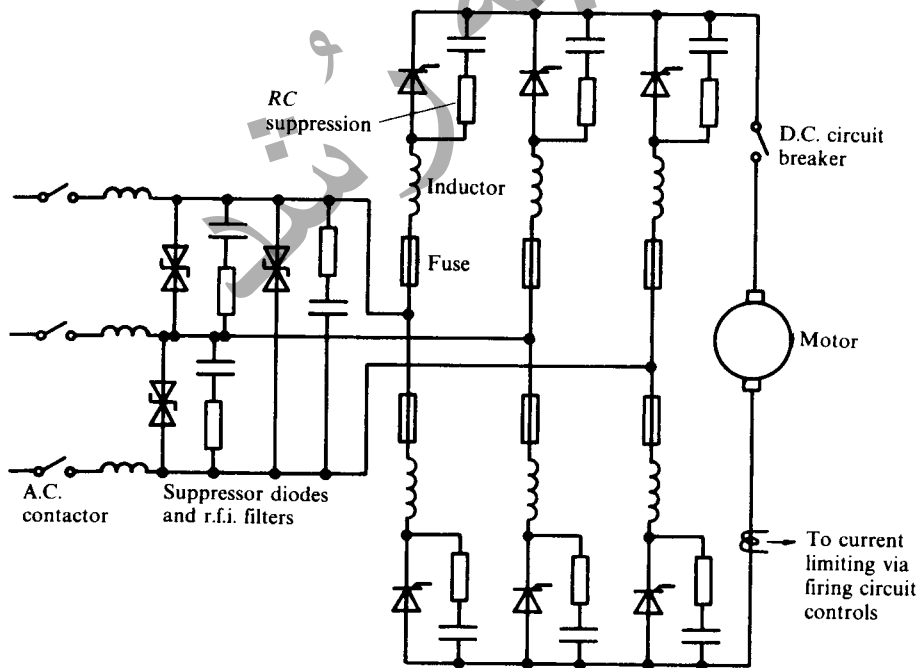 RC
suppression
D.C. circuit
breaker
Inductor
Fuse
Motor
A.C.
contactor
Suppressor diodes
and r.f.i. filters
To current
limiting via
firing circuit
controls